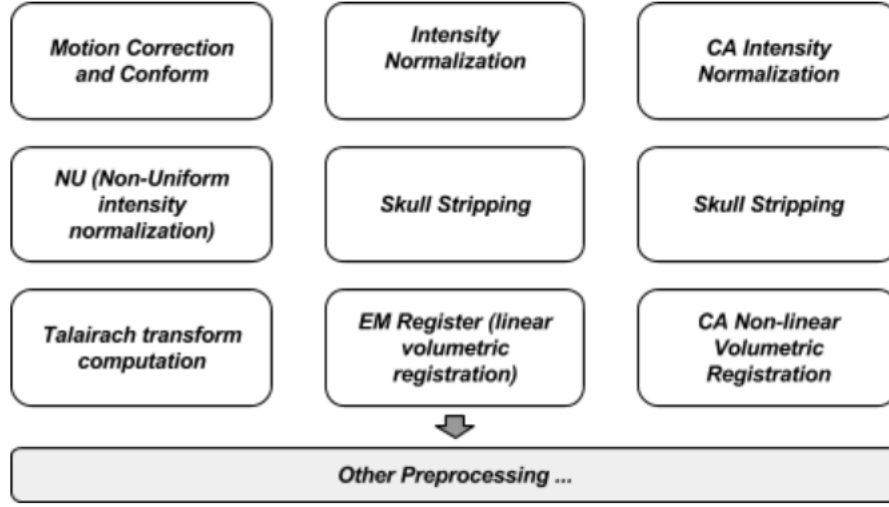 Motion Correction
and Conform
Intensity
Normalization
CA Intensity
Normalization
NU (Non-Uniform
intensity
normalization)
Skull Stripping
Skull Stripping
Talairach transform
computation
EM Register (linear
volumetric
registration)
CA Non-linear
Volumetric
Registration
Other Preprocessing ...